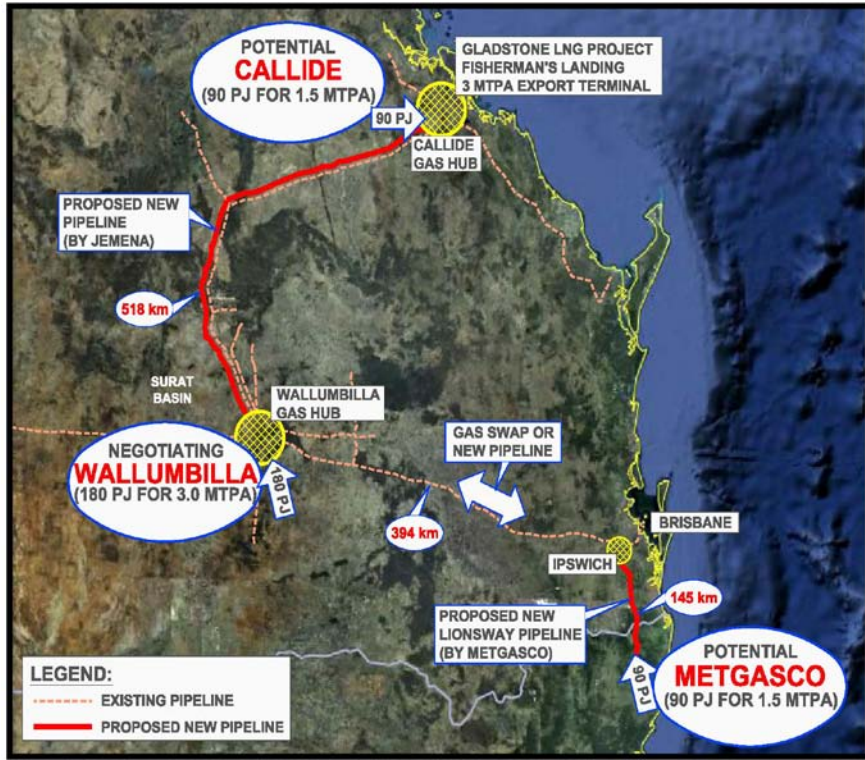 POTENTIAL
CALLIDE
(90 PJ FOR 1.5 MTPA)
GLADSTONE LNG PROJECT
FISHERMAN'S LANDING
3 MTPA EXPORT TERMINAL
90 PJ
CALLIDE
GAS HUB
PROPOSED NEW
PIPELINE
(BY JEMENA)
518 km
SURAT
BASIN
WALLUMBILLA
GAS HUB
NEGOTIATING
WALLUMBILLA
(180 PJ FOR 3.0 MTPA)
180 PJ
GAS SWAP OR
NEW PIPELINE
394 km
BRISBANE
IPSWICH
145 km
PROPOSED NEW
LIONSWAY PIPELINE
(BY METGASCO)
90 PJ
POTENTIAL
METGASCO
(90 PJ FOR 1.5 MTPA)
LEGEND:
EXISTING PIPELINE
PROPOSED NEW PIPELINE